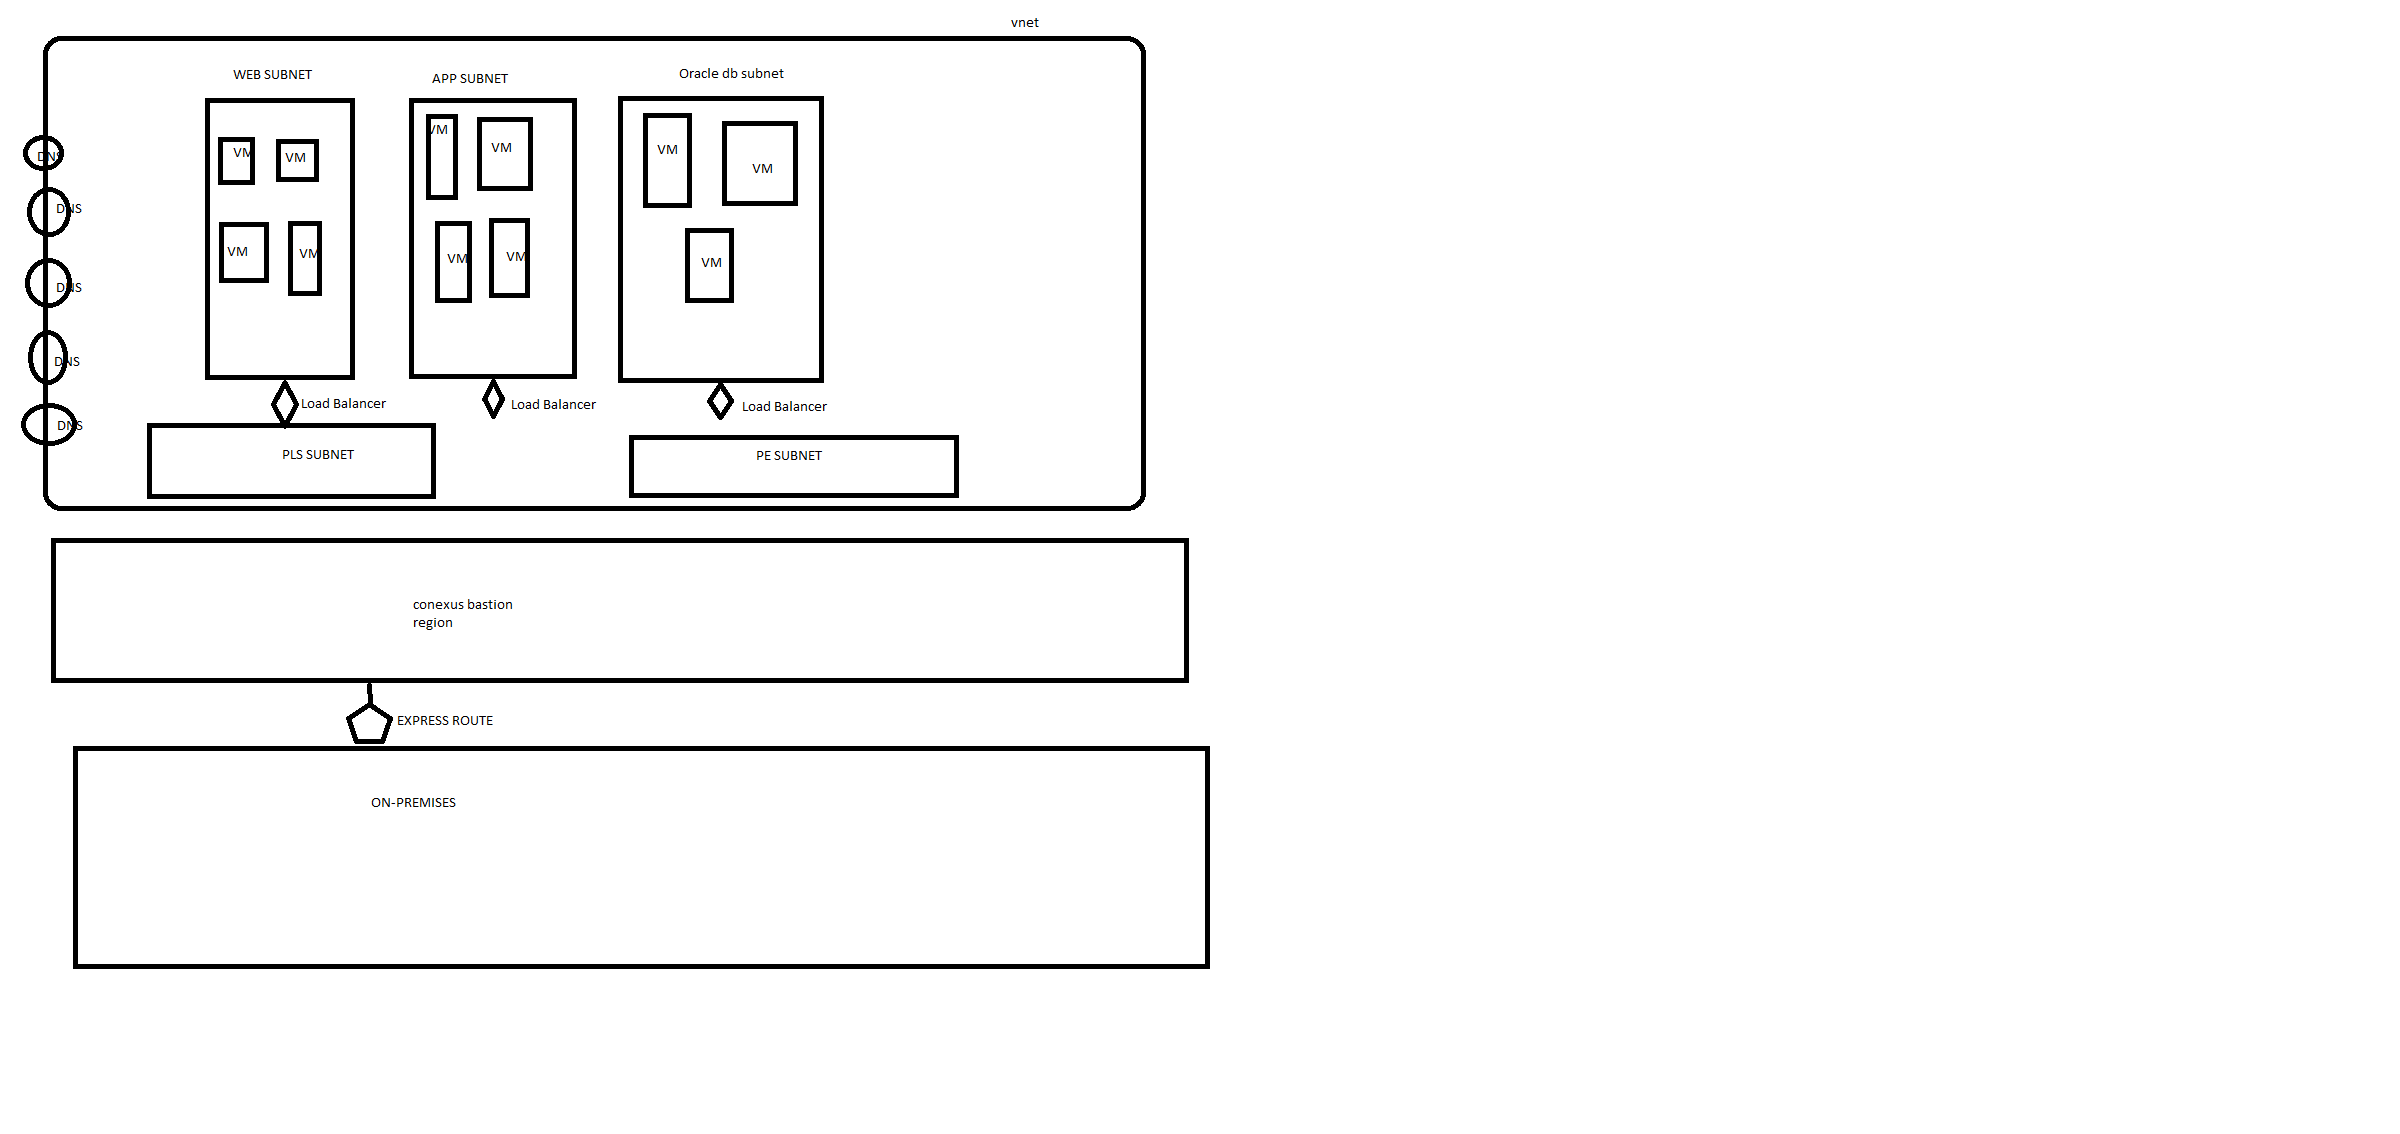 vnet
WEB SUBNET
APP SUBNET
Oracle db subnet
VM
VM
VM
VM
VM
VM
VM
VM
VM
VM
VM
DNS
DNS
DNS
DNS
DNS
Load Balancer
Load Balancer
Load Balancer
PLS SUBNET
PE SUBNET
conexus bastion
region
EXPRESS ROUTE
ON-PREMISES